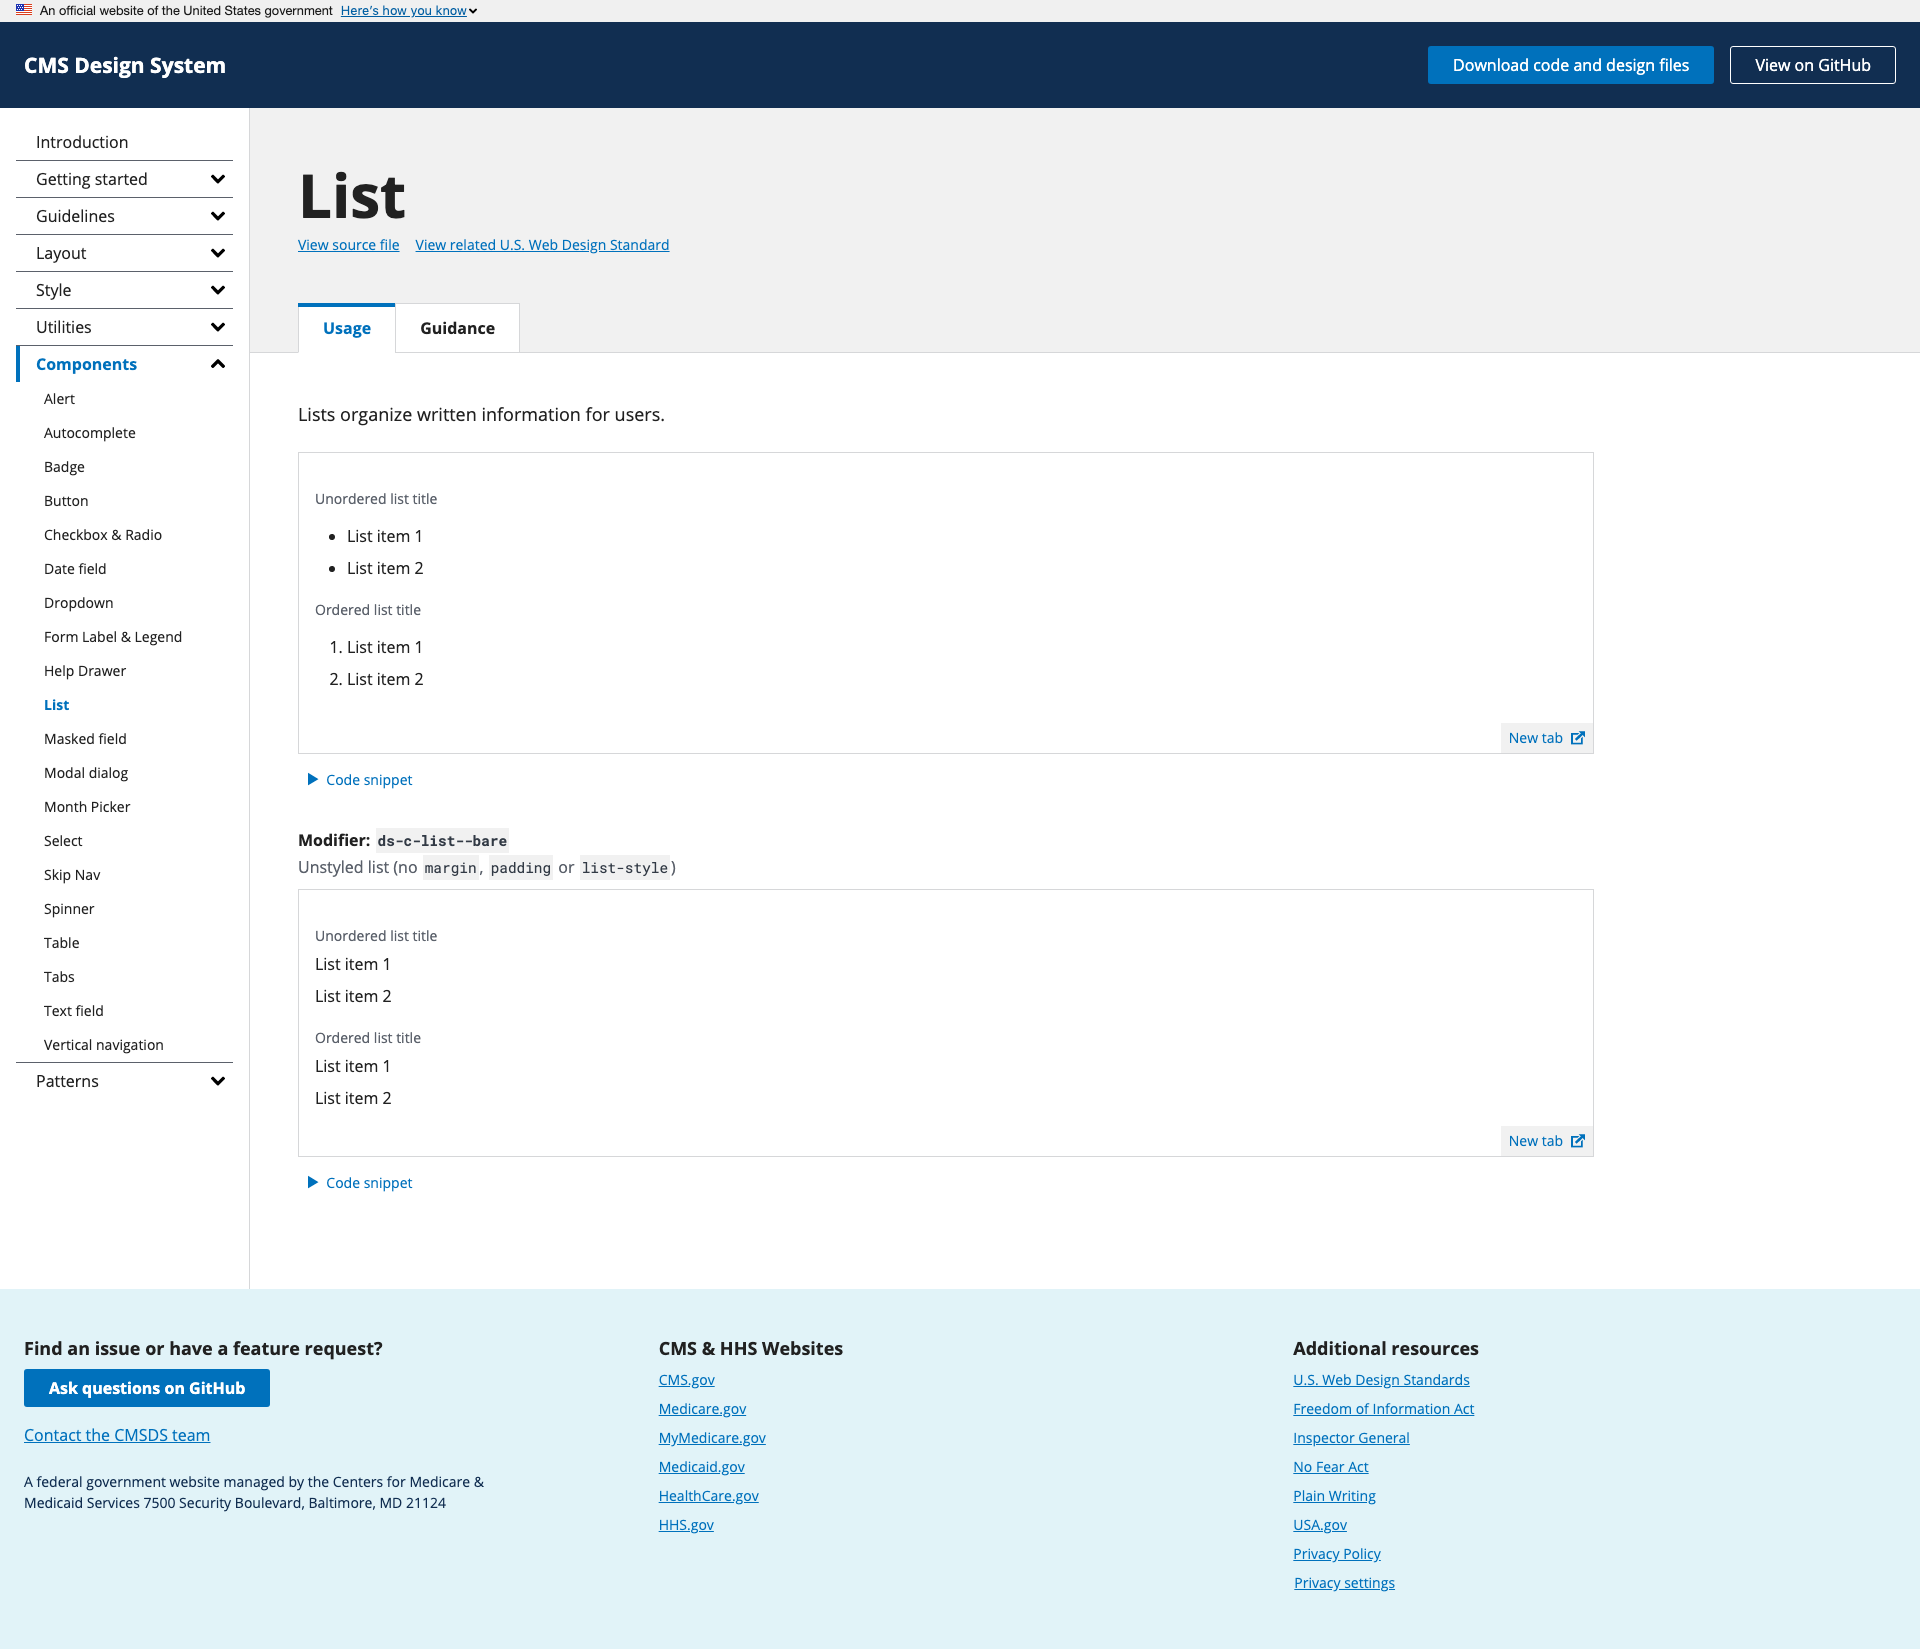 An official website of the United States government Here's how you know
CMS Design System
Download code and design files
View on GitHub
Introduction
Getting started
Guidelines
Layout
Style
Utilities
Components
Alert
Autocomplete
Badge
Button
Checkbox & Radio
Date field
Dropdown
Form Label & Legend
Help Drawer
List
Masked field
Modal dialog
Month Picker
Select
Skip Nav
Spinner
Table
Tabs
Text field
Vertical navigation
Patterns
List
View source file View related U.S. Web Design Standard
Usage Guidance
Lists organize written information for users.
Unordered list title
• List item 1
• List item 2
Ordered list title
1. List item 1
2. List item 2
New tab
Code snippet
Modifier: ds-c-list--bare
Unstyled list (no margin, padding or list-style)
Unordered list title
List item 1
List item 2
Ordered list title
List item 1
List item 2
New tab
Code snippet
Find an issue or have a feature request?
Ask questions on GitHub
Contact the CMSDS team
A federal government website managed by the Centers for Medicare &
Medicaid Services 7500 Security Boulevard, Baltimore, MD 21124
CMS & HHS Websites
CMS.gov
Medicare.gov
MyMedicare.gov
Medicaid.gov
HealthCare.gov
HHS.gov
Additional resources
U.S. Web Design Standards
Freedom of Information Act
Inspector General
No Fear Act
Plain Writing
USA.gov
Privacy Policy
Privacy settings